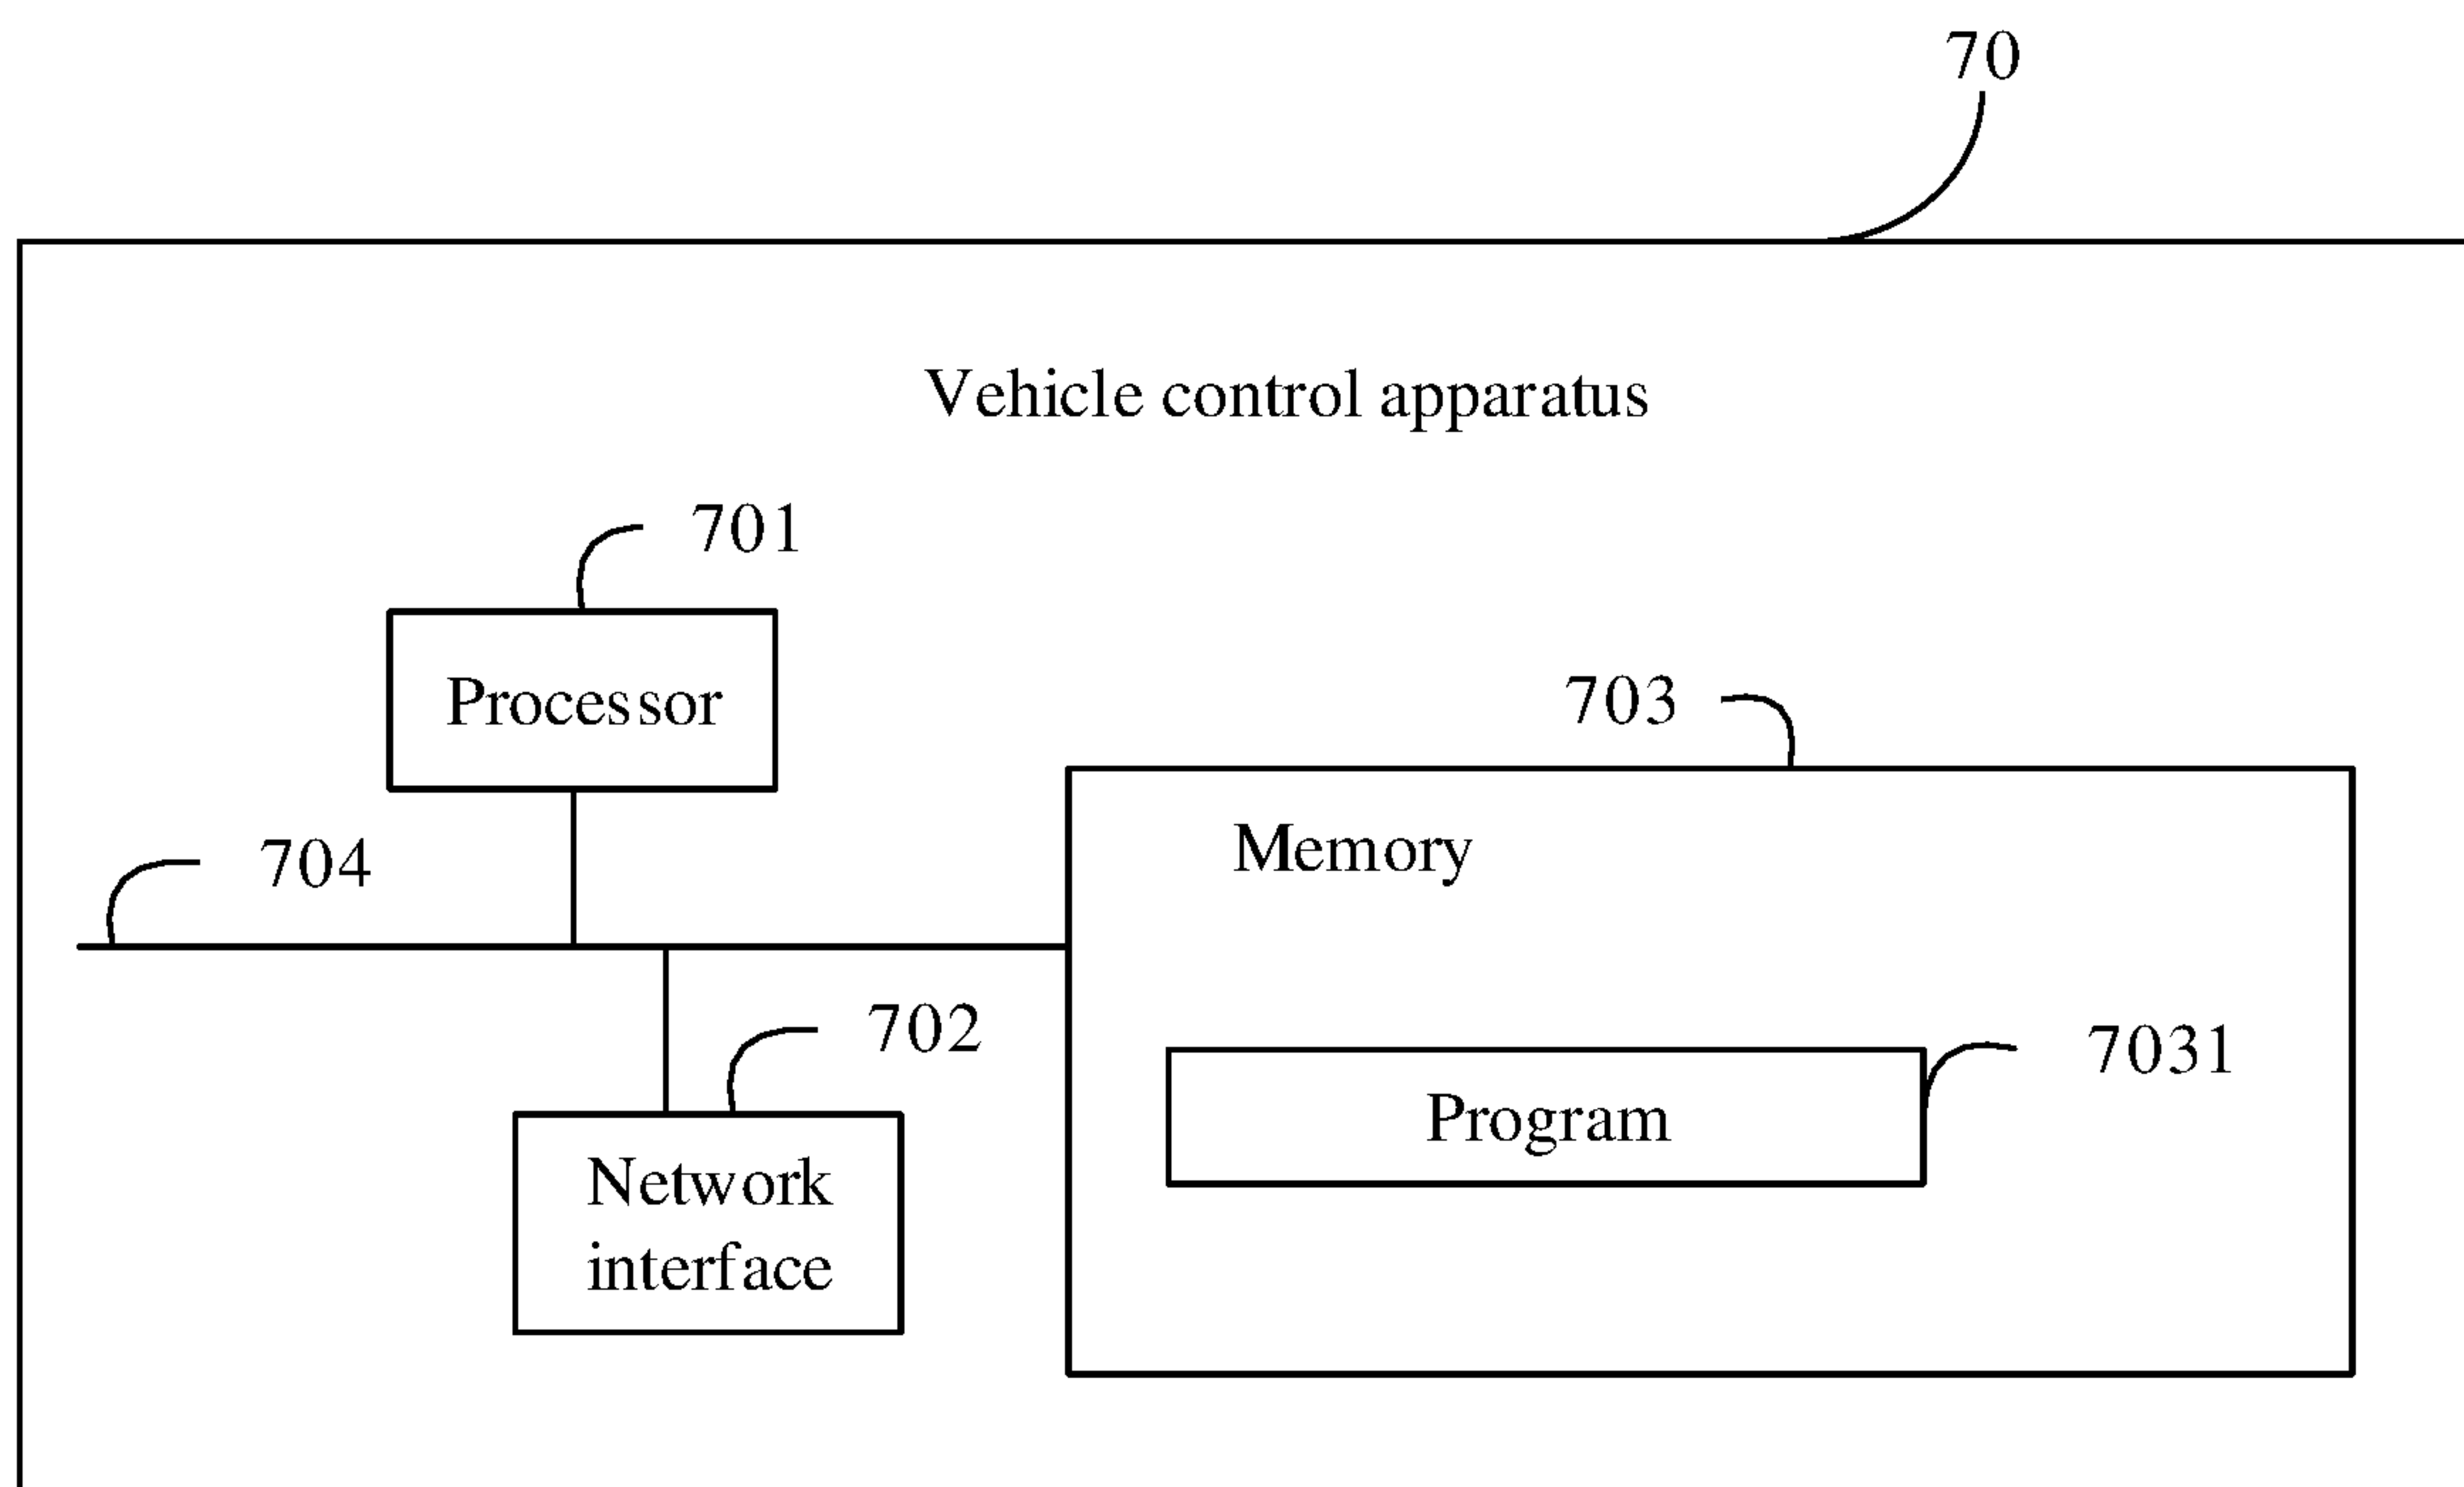 70
Vehicle control apparatus
701
Processor
703
704
Memory
702
7031
Program
Network
interface